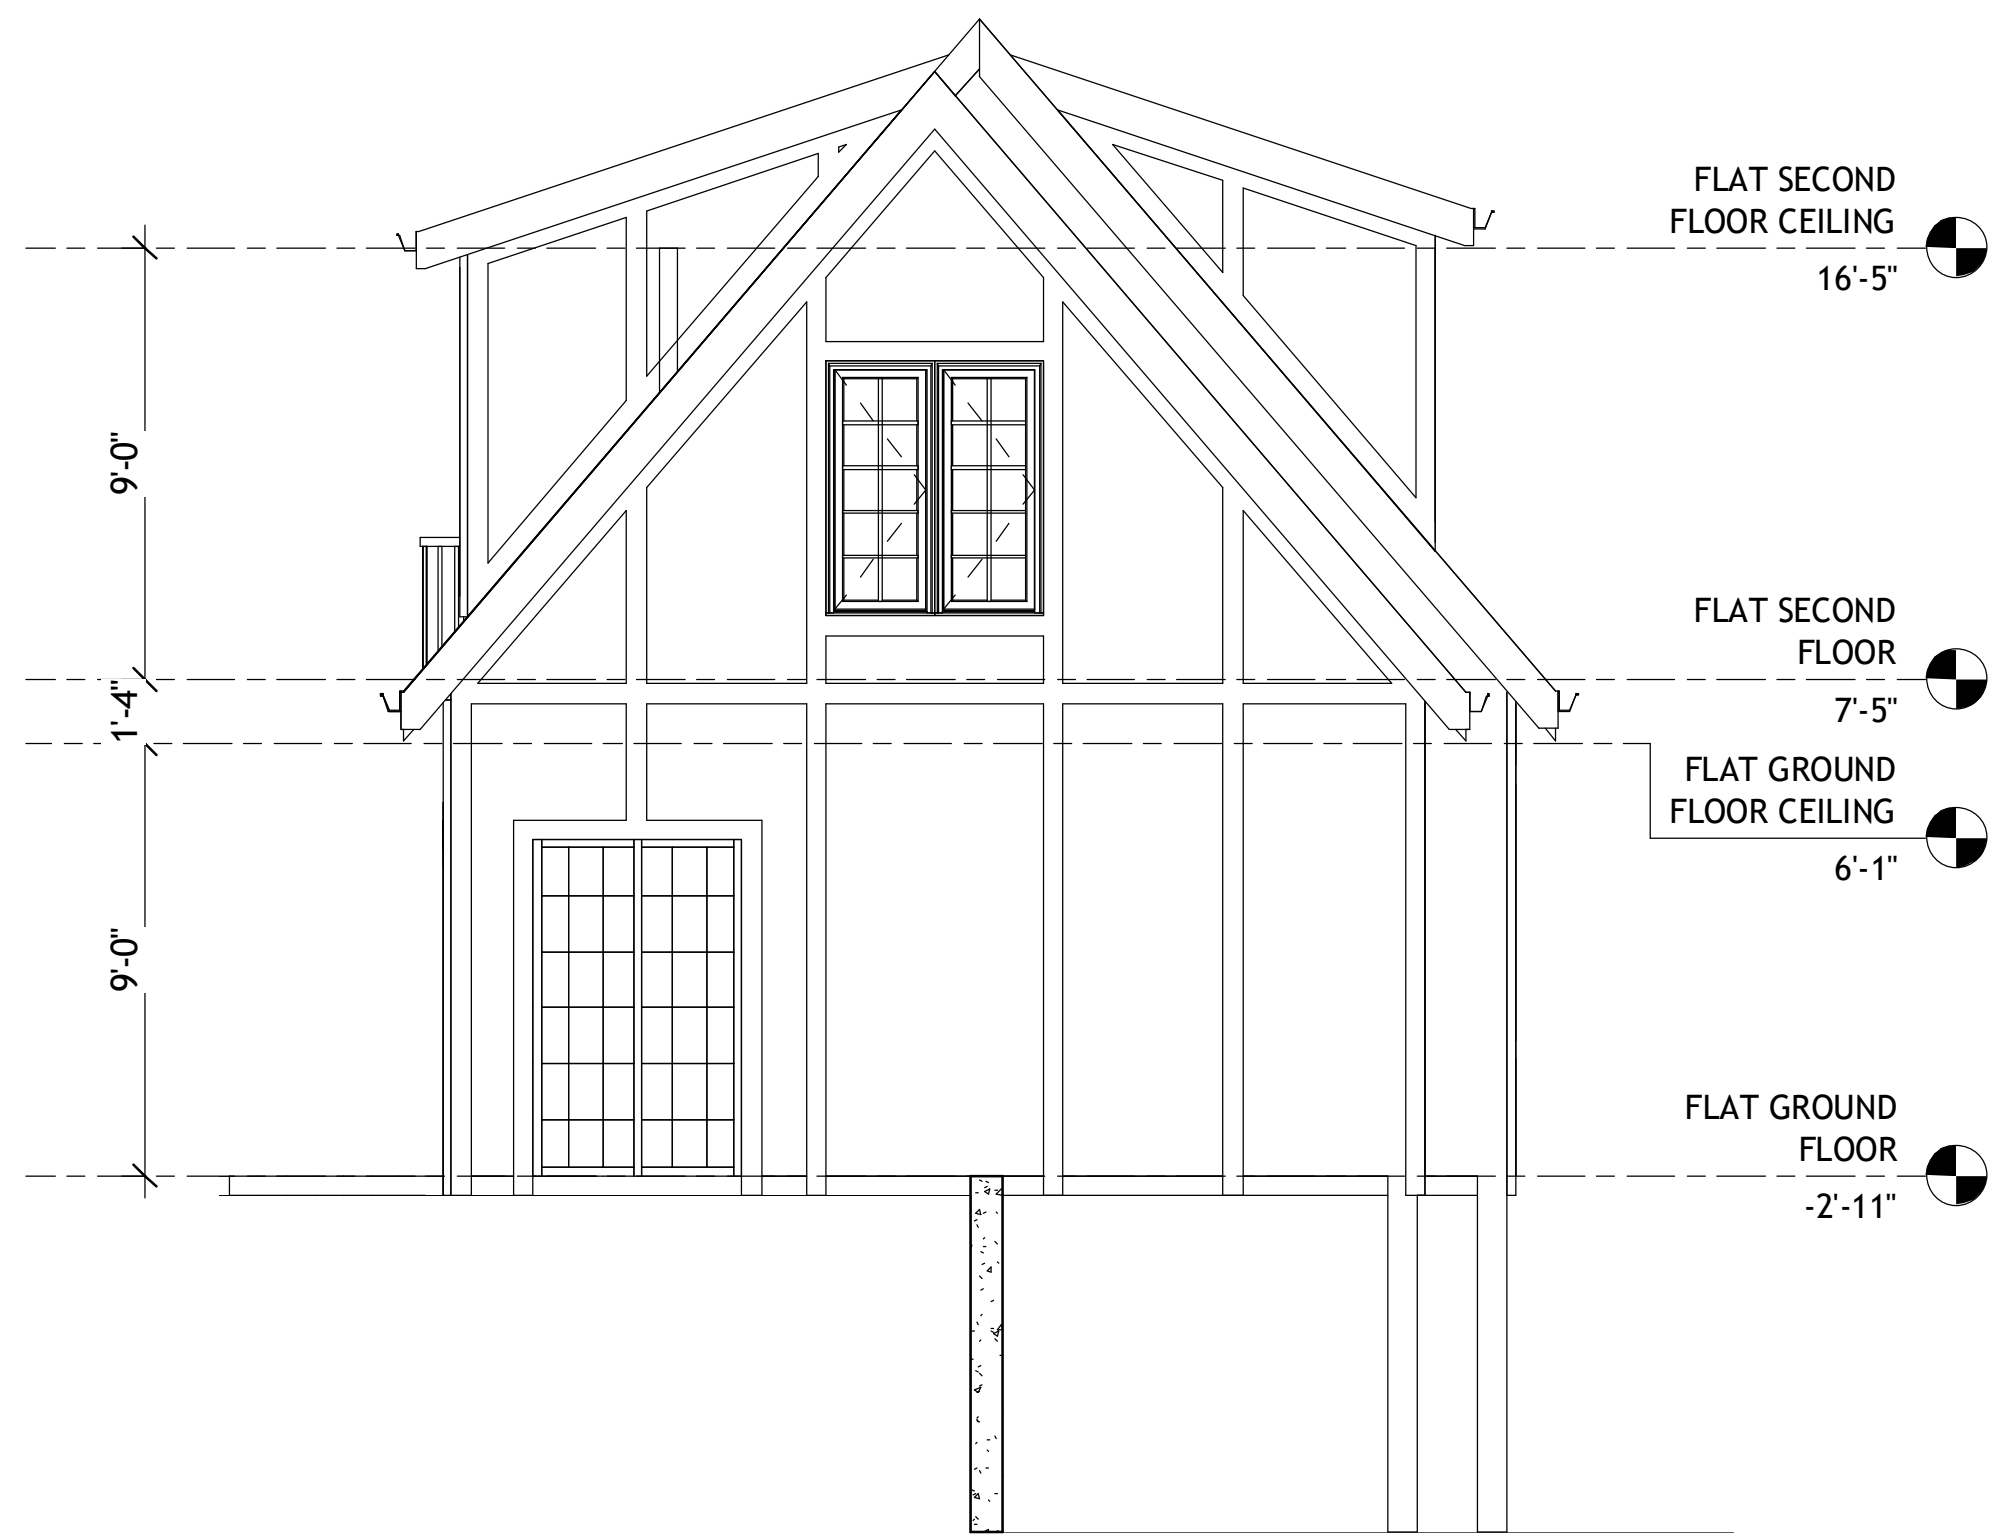 FLAT SECOND
FLOOR CEILING
16'-5"
9'-0"
FLAT SECOND
FLOOR
7'-5"
1'-4"
FLAT GROUND
FLOOR CEILING
6'-1"
9'-0"
FLAT GROUND
FLOOR
-2'-11"